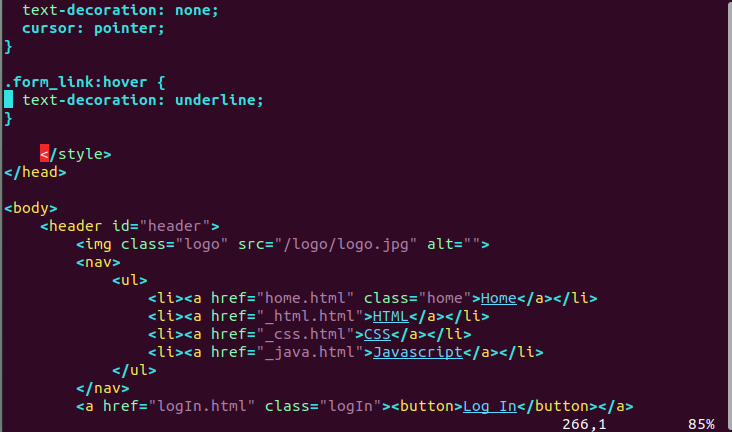 text-decoration: none;
  cursor: pointer;
}

.form_link:hover {
  text-decoration: underline;
}

    </style>
</head>

<body>
    <header id="header">
        <img class="logo" src="/logo/logo.jpg" alt="">
        <nav>
            <ul>
                <li><a href="home.html" class="home">Home</a></li>
                <li><a href="_html.html">HTML</a></li>
                <li><a href="_css.html">CSS</a></li>
                <li><a href="_java.html">Javascript</a></li>
            </ul>
        </nav>
        <a href="logIn.html" class="logIn"><button>Log In</button></a>
266,1 85%